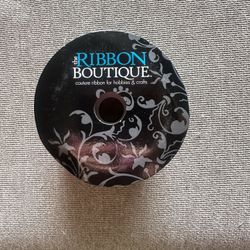 the RIBBON
BOUTIQUE
couture ribbon for hobbies & crafts